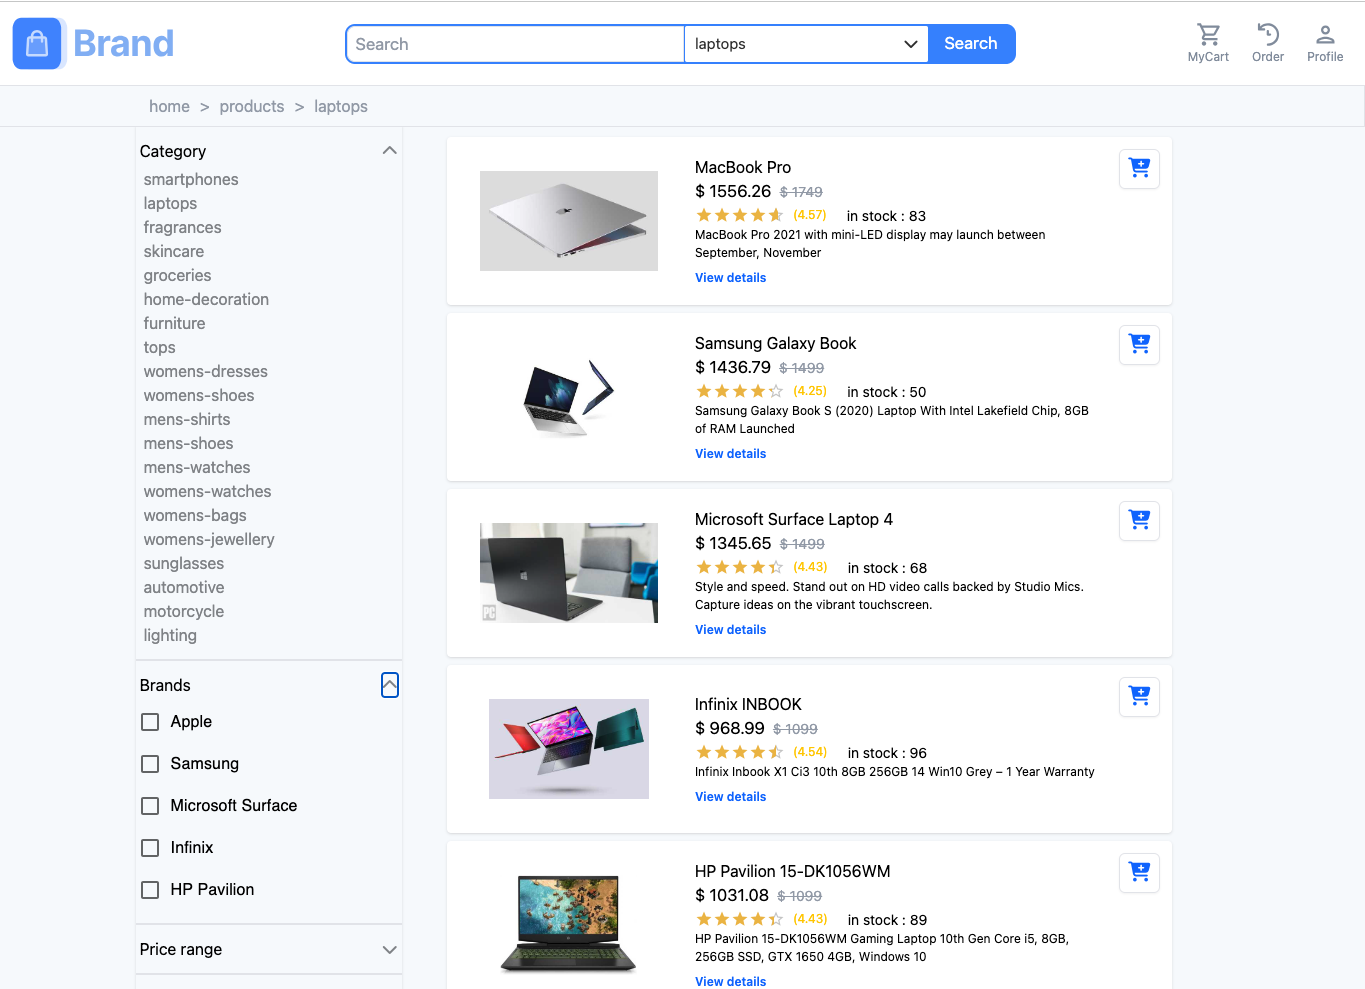 Brand
Search
laptops
Search
MyCart
Order
Profile
home > products > laptops
Category
smartphones
laptops
fragrances
skincare
groceries
home-decoration
furniture
tops
womens-dresses
womens-shoes
mens-shirts
mens-shoes
mens-watches
womens-watches
womens-bags
womens-jewellery
sunglasses
automotive
motorcycle
lighting
Brands
Apple
Samsung
Microsoft Surface
Infinix
HP Pavilion
Price range
MacBook Pro
$ 1556.26 $ 1749
(4.57) in stock : 83
MacBook Pro 2021 with mini-LED display may launch between
September, November
View details
Samsung Galaxy Book
$ 1436.79 $ 1499
(4.25) in stock : 50
Samsung Galaxy Book S (2020) Laptop With Intel Lakefield Chip, 8GB
of RAM Launched
View details
PC
Microsoft Surface Laptop 4
$ 1345.65 $ 1499
(4.43) in stock : 68
Style and speed. Stand out on HD video calls backed by Studio Mics.
Capture ideas on the vibrant touchscreen.
View details
Infinix INBOOK
$ 968.99 $ 1099
(4.54) in stock : 96
Infinix Inbook X1 Ci3 10th 8GB 256GB 14 Win10 Grey – 1 Year Warranty
View details
HP Pavilion 15-DK1056WM
$ 1031.08 $ 1099
(4.43) in stock : 89
HP Pavilion 15-DK1056WM Gaming Laptop 10th Gen Core i5, 8GB,
256GB SSD, GTX 1650 4GB, Windows 10
View details